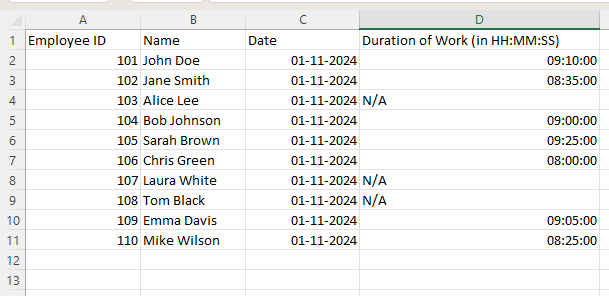 A B C D
1 Employee ID Name Date Duration of Work (in HH:MM:SS)
2 101 John Doe 01-11-2024 09:10:00
3 102 Jane Smith 01-11-2024 08:35:00
4 103 Alice Lee 01-11-2024 N/A
5 104 Bob Johnson 01-11-2024 09:00:00
6 105 Sarah Brown 01-11-2024 09:25:00
7 106 Chris Green 01-11-2024 08:00:00
8 107 Laura White 01-11-2024 N/A
9 108 Tom Black 01-11-2024 N/A
10 109 Emma Davis 01-11-2024 09:05:00
11 110 Mike Wilson 01-11-2024 08:25:00
12
13